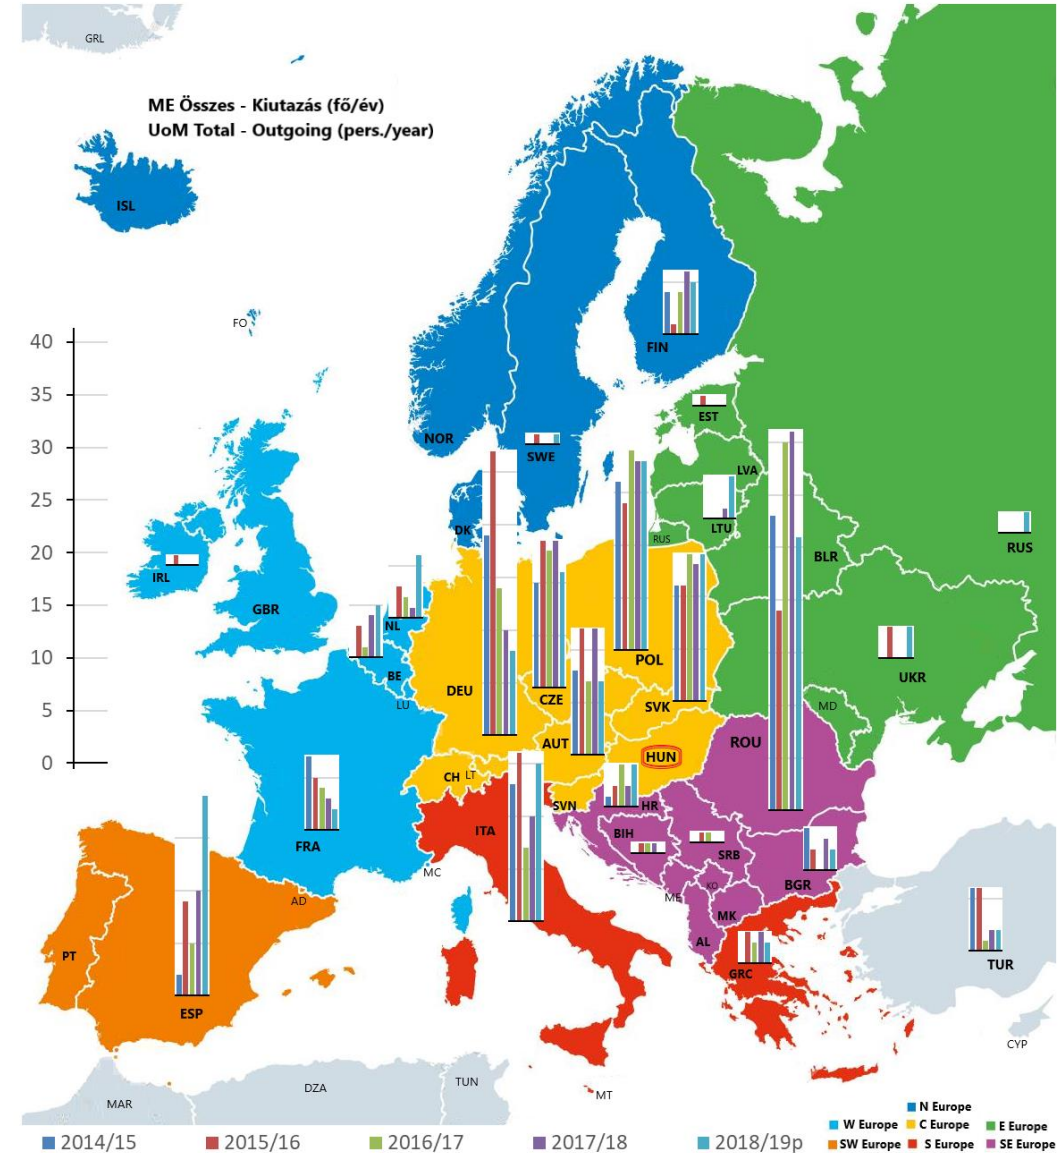 GRL
ME Összes - Kiutazás (fő/év)
UoM Total - Outgoing (pers./year)
ISL
FO
40
FIN
35
EST
30
NOR
SWE
LVA
25
DK
LTU
RUS
RUS
20
BLR
IRL
15
GBR
NL
10
POL
BE
DEU
UKR
5
LU
CZE
SVK
MD
AUT
ROU
0
HUN
CH
LT
SVN
HR
ITA
BIH
SRB
FRA
MC
BGR
KO
AD
ME
MK
AL
PT
GRC
TUR
ESP
CYP
TUN
DZA
MT
MAR
N Europe
W Europe C Europe E Europe
SW Europe S Europe SE Europe
2014/15 2015/16 2016/17 2017/18 2018/19p